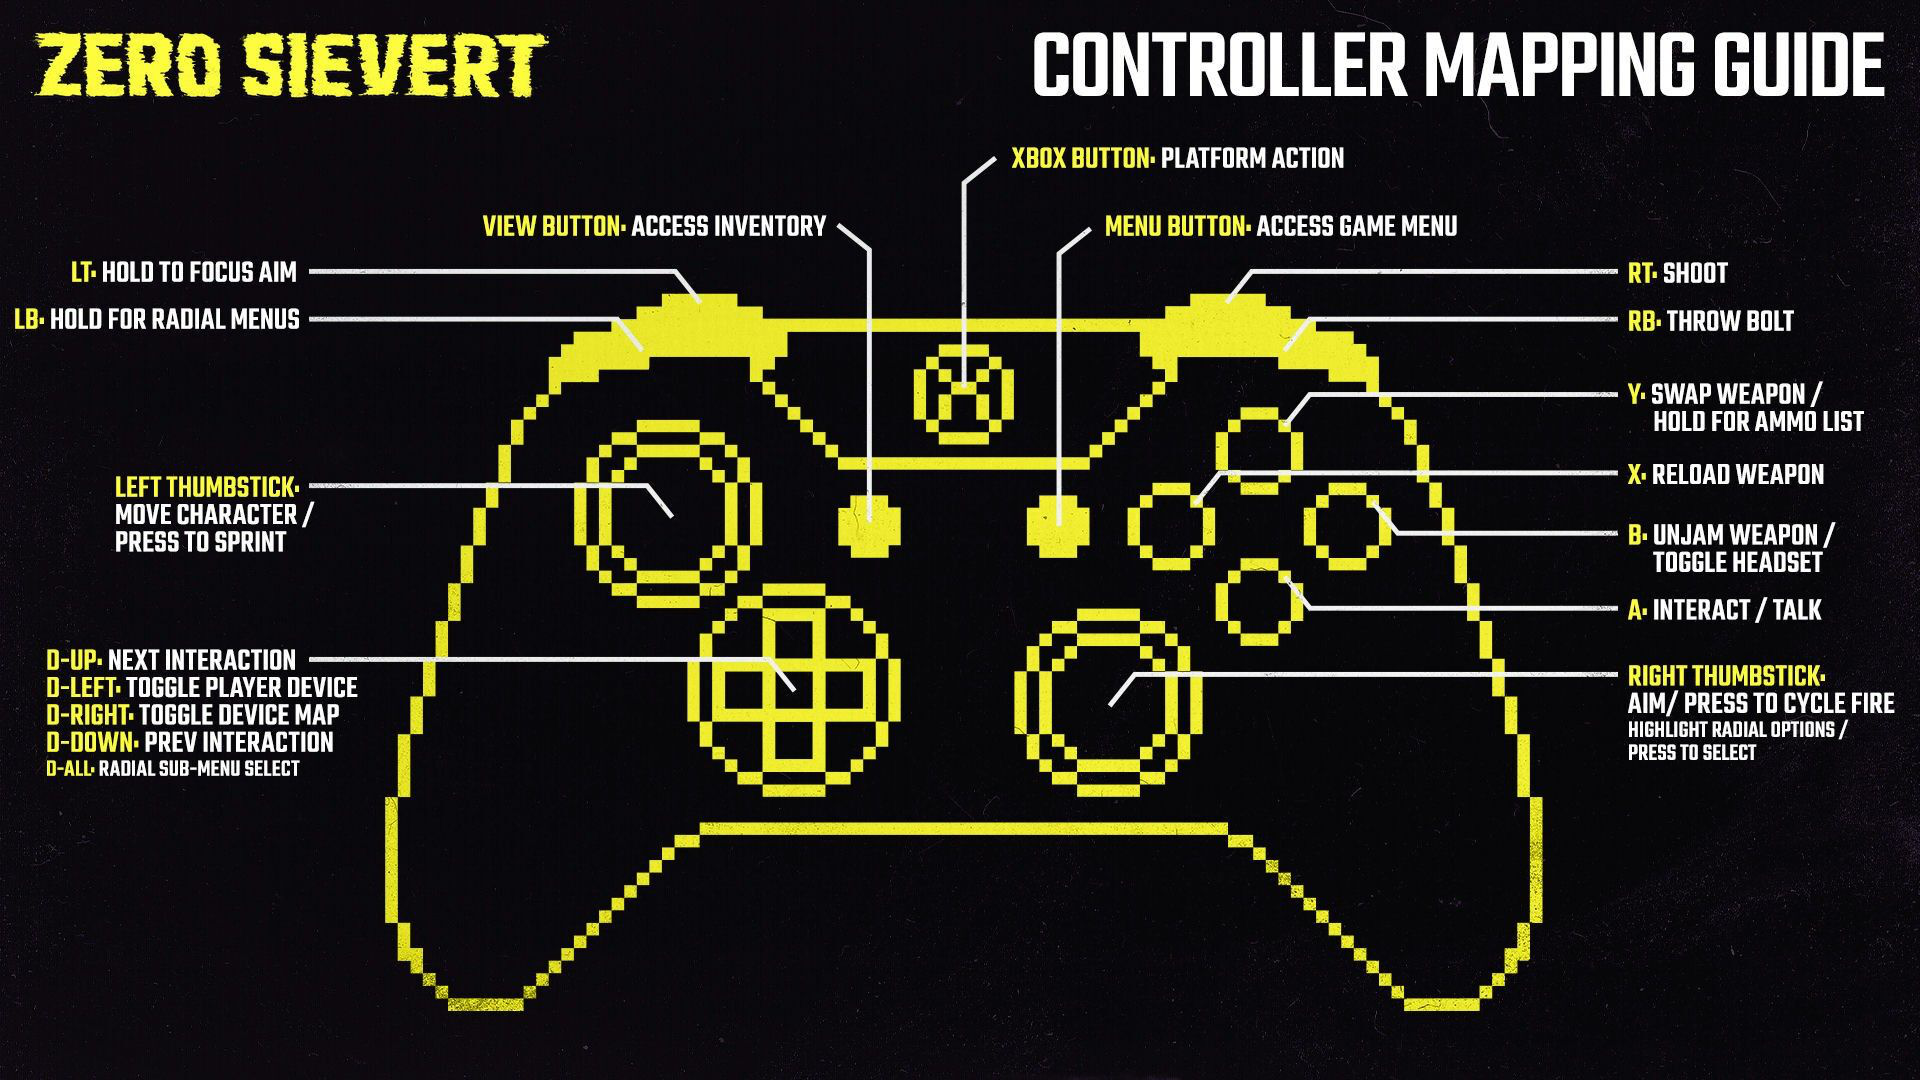 ZERO SIEVERT
CONTROLLER MAPPING GUIDE
XBOX BUTTON: PLATFORM ACTION
VIEW BUTTON: ACCESS INVENTORY
MENU BUTTON: ACCESS GAME MENU
LT: HOLD TO FOCUS AIM
LB: HOLD FOR RADIAL MENUS
LEFT THUMBSTICK:
MOVE CHARACTER /
PRESS TO SPRINT
D-UP: NEXT INTERACTION
D-LEFT: TOGGLE PLAYER DEVICE
D-RIGHT: TOGGLE DEVICE MAP
D-DOWN: PREV INTERACTION
D-ALL: RADIAL SUB-MENU SELECT
RT: SHOOT
RB: THROW BOLT
Y: SWAP WEAPON /
HOLD FOR AMMO LIST
X: RELOAD WEAPON
B: UNJAM WEAPON /
TOGGLE HEADSET
A: INTERACT / TALK
RIGHT THUMBSTICK:
AIM/ PRESS TO CYCLE FIRE
HIGHLIGHT RADIAL OPTIONS /
PRESS TO SELECT